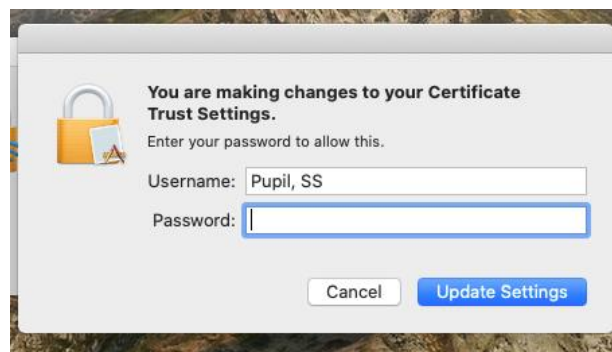 You are making changes to your Certificate
Trust Settings.
Enter your password to allow this.
Username: Pupil, SS
Password:
Cancel Update Settings